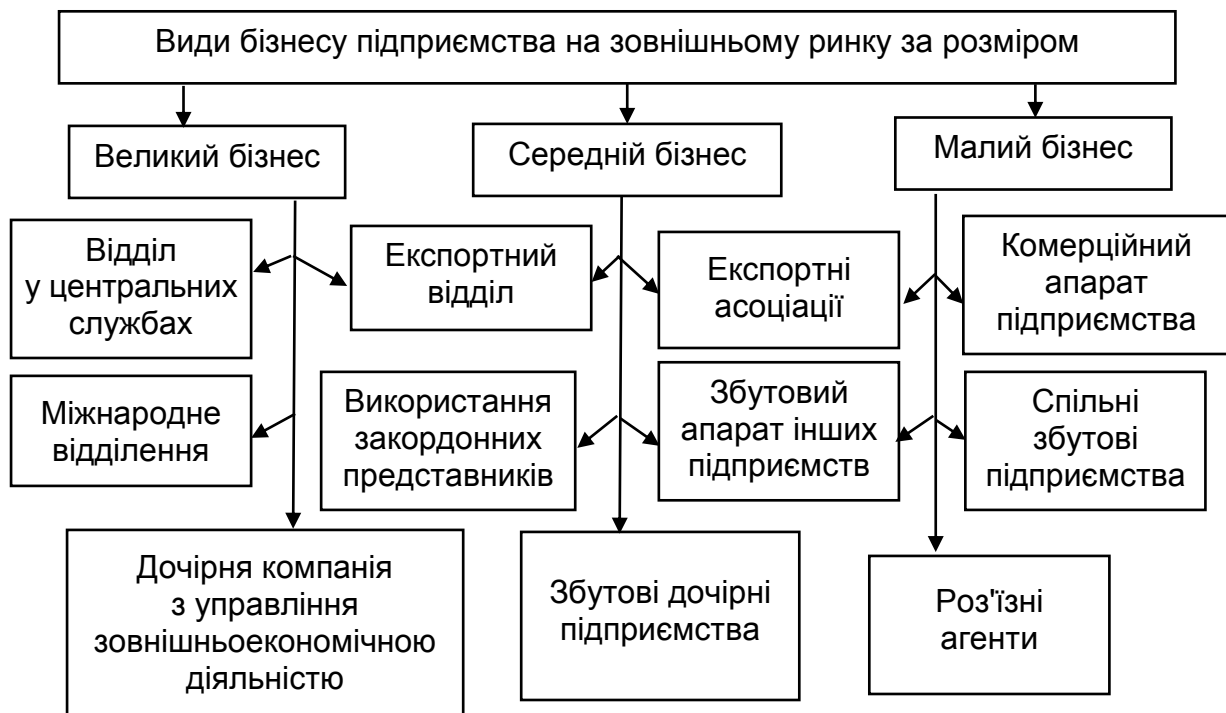 Види бізнесу підприємства на зовнішньому ринку за розміром
Великий бізнес
Середній бізнес
Малий бізнес
Відділ
у центральних
службах
Експортний
відділ
Експортні
асоціації
Комерційний
апарат
підприємства
Міжнародне
відділення
Використання
закордонних
представників
Збутовий
апарат інших
підприємств
Спільні
збутові
підприємства
Дочірня компанія
з управління
зовнішньоекономічною
діяльністю
Збутові дочірні
підприємства
Роз'їзні
агенти